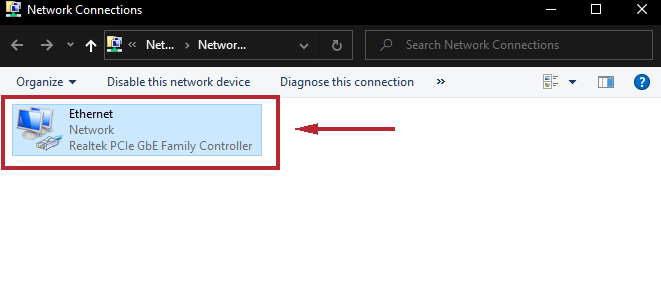 Network Connections
Net... Networ... Search Network Connections
Organize Disable this network device Diagnose this connection »
Ethernet
Network
Realtek PCIe GbE Family Controller